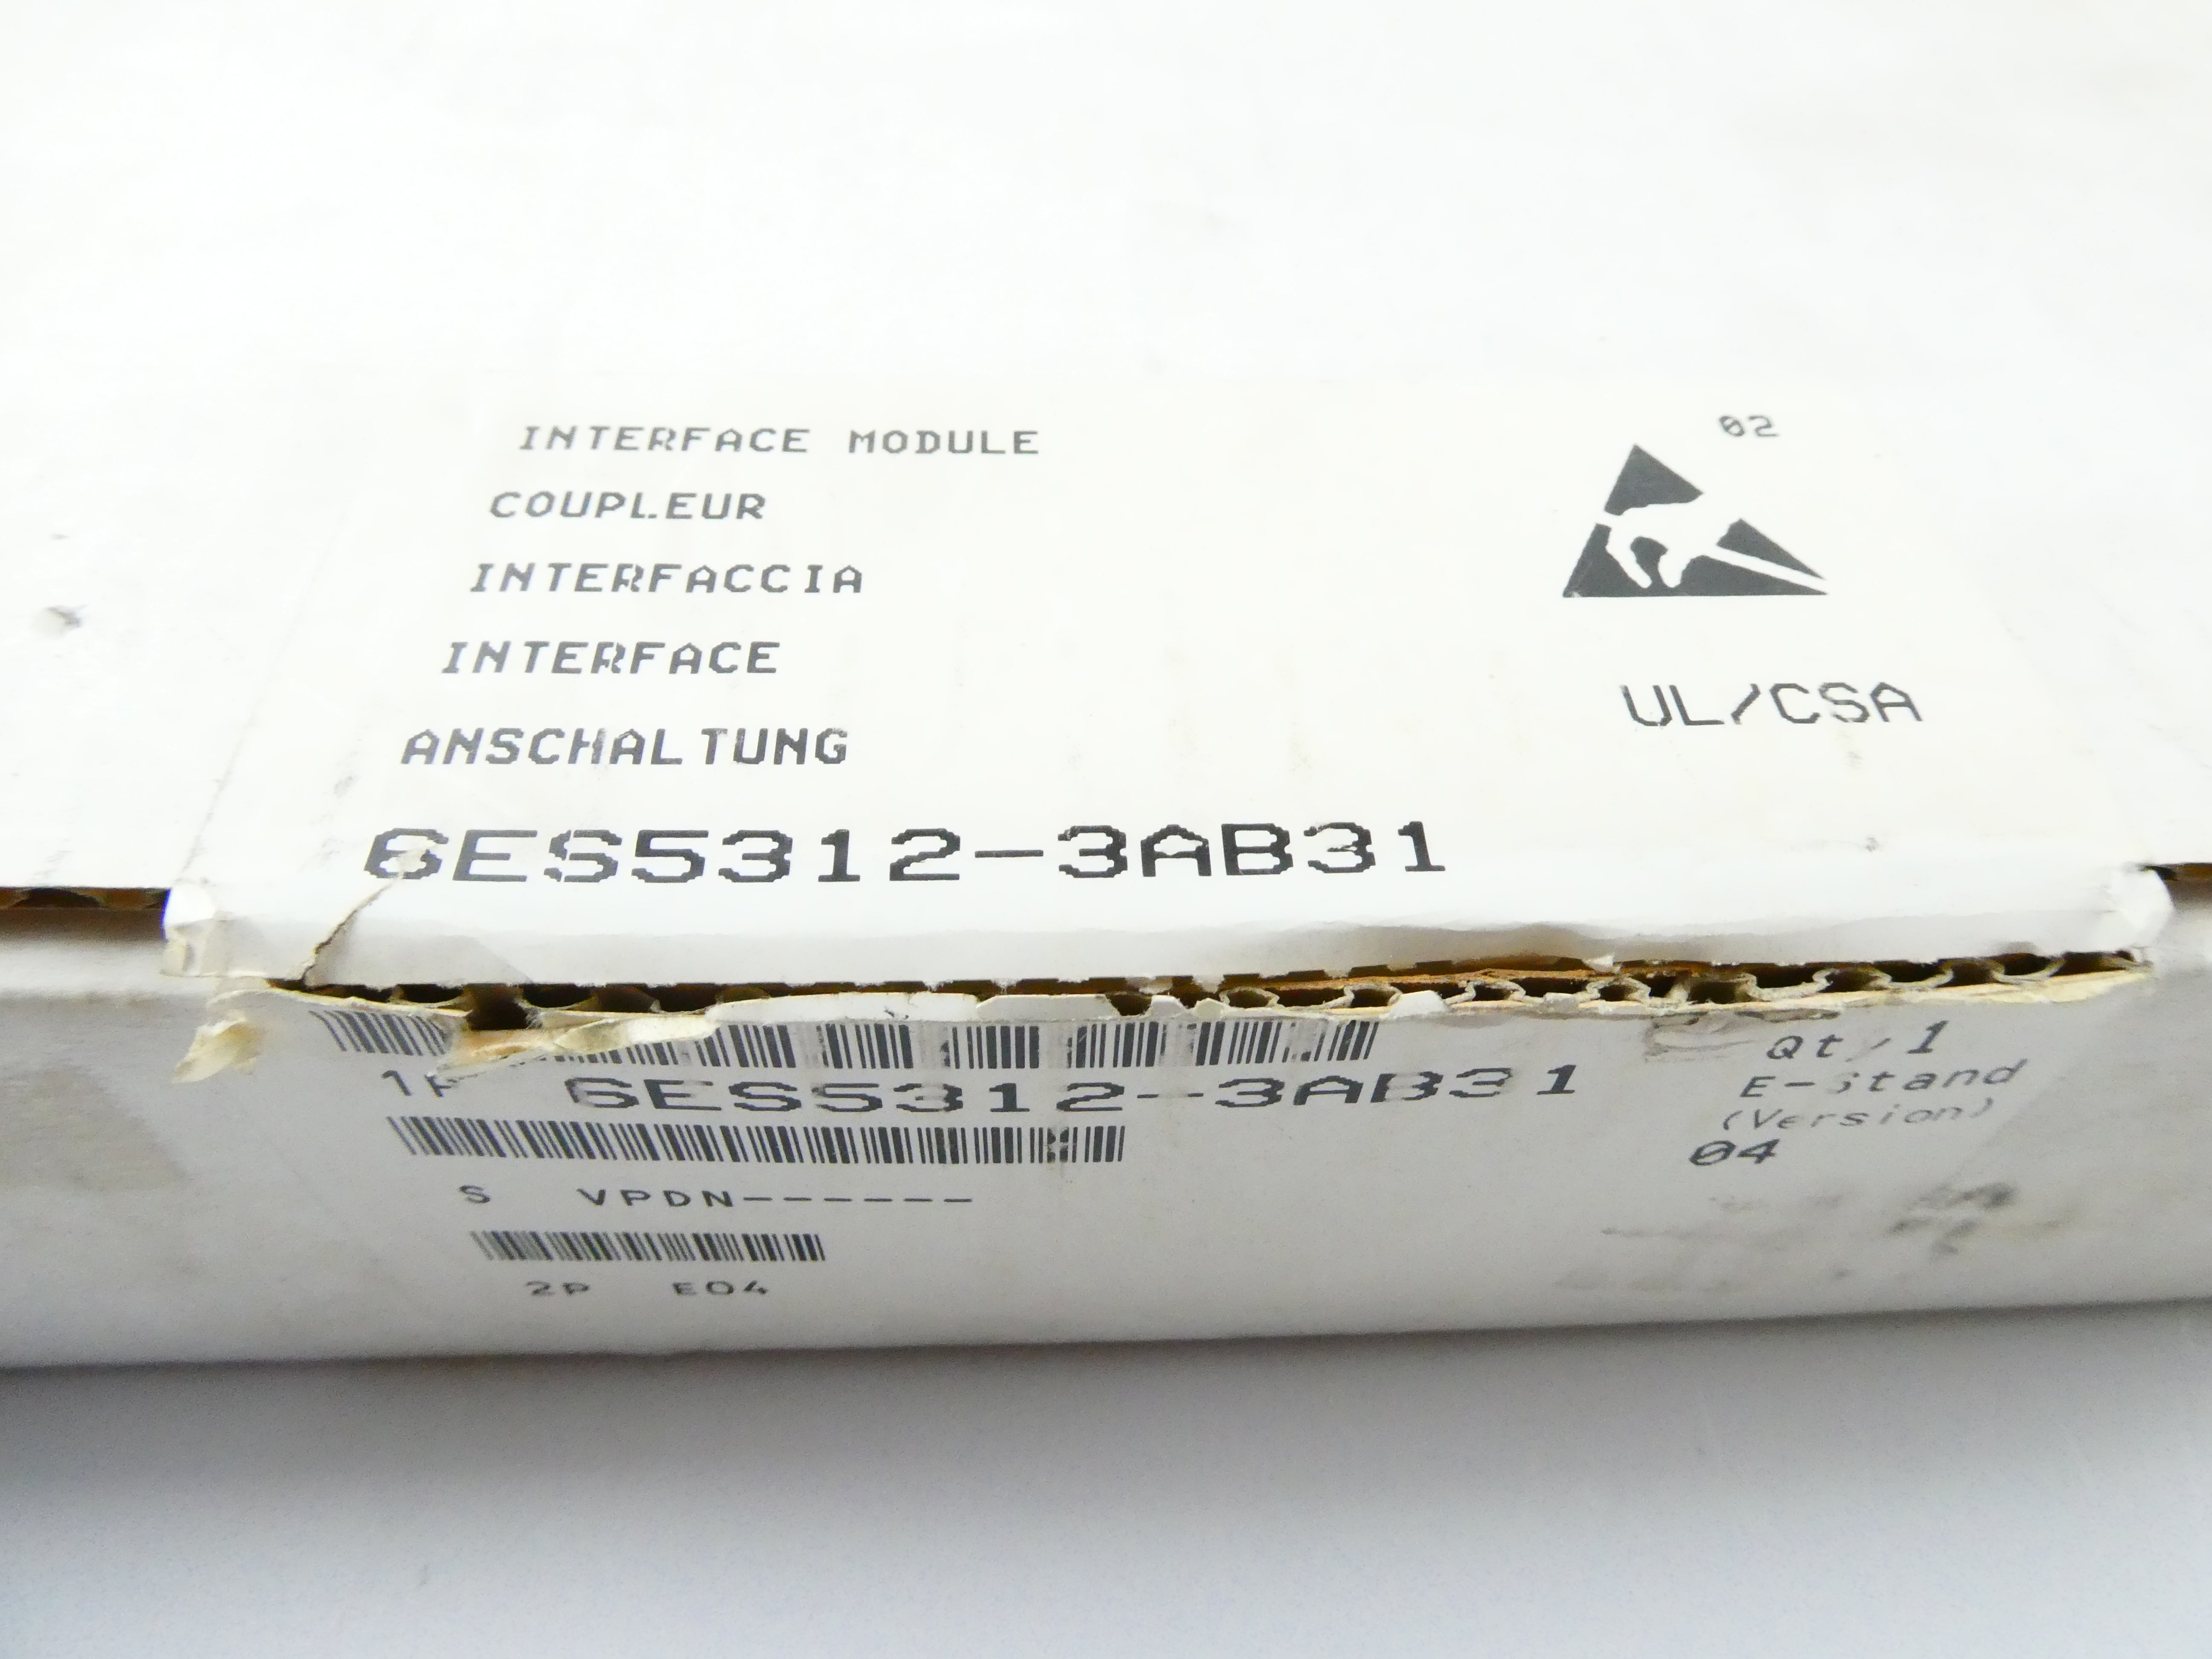 INTERFACE MODULE
02
COUPLEUR
INTERFACCIA
INTERFACE
UL/CSA
ANSCHALTUNG
6ES5312-3AB31
Qty 1
1P 6ES5312-3AB31
E-Stand
(Version)
04
S VPDN------
2P E04